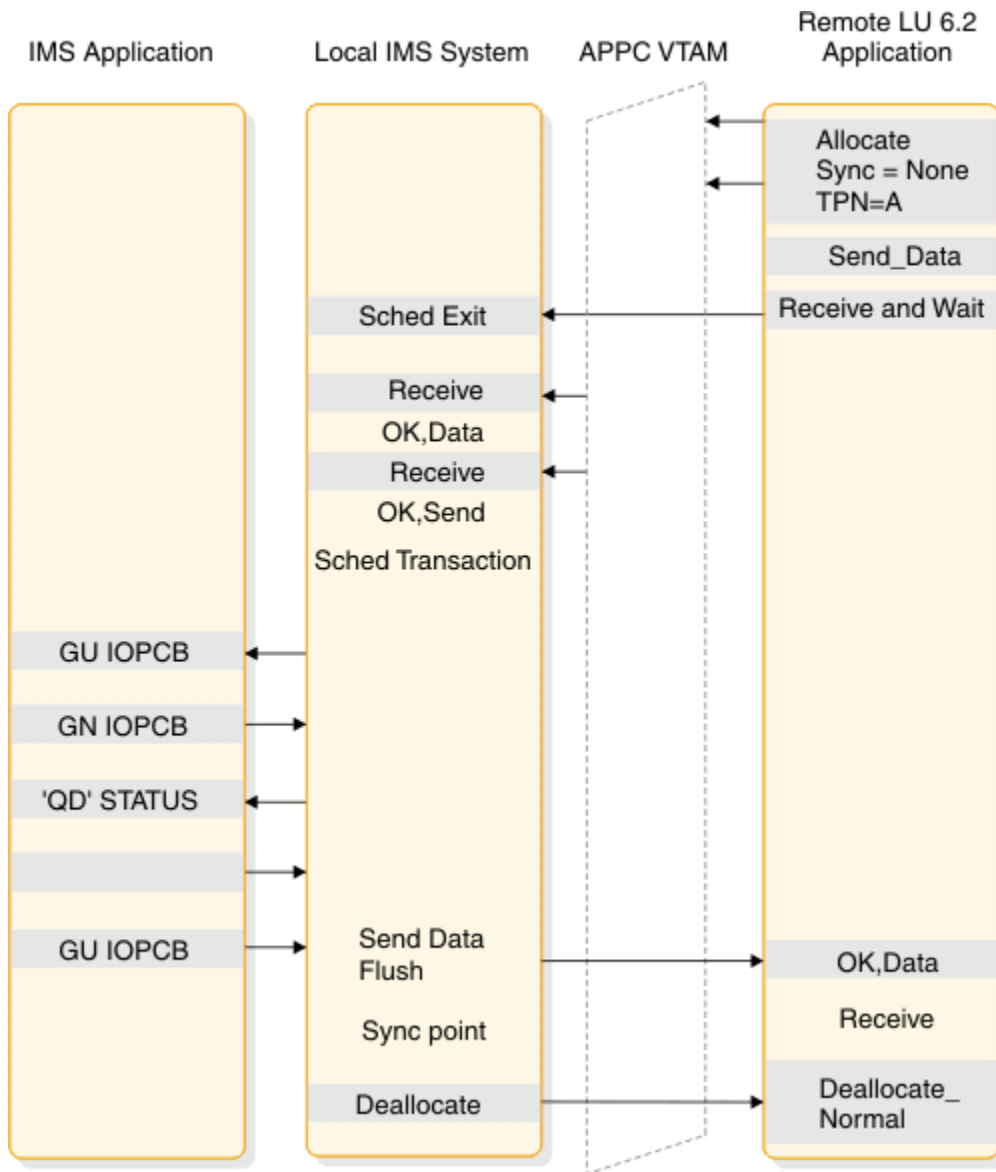 IMS Application
Local IMS System
APPC VTAM
Remote LU 6.2
Application
Allocate
Sync = None
TPN=A
Send_Data
Receive and Wait
Sched Exit
Receive
OK,Data
Receive
OK,Send
Sched Transaction
GU IOPCB
GN IOPCB
'QD' STATUS
GU IOPCB
Send Data
Flush
OK,Data
Sync point
Receive
Deallocate
Deallocate_
Normal